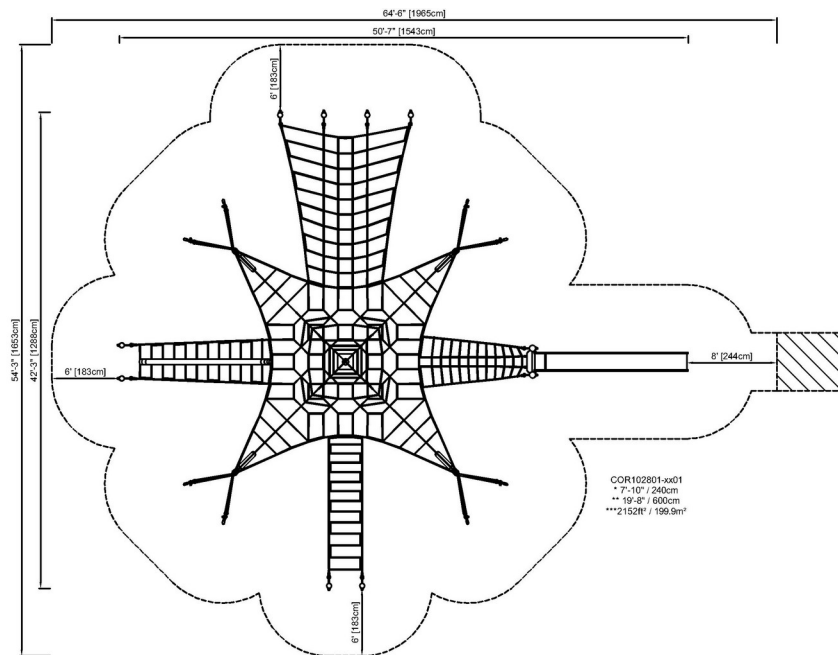 64'-6" [1965cm]
50'-7" [1543cm]
6' [183cm]
54'-3" [1653cm]
42'-3" [1288cm]
6' [183cm]
8' [244cm]
COR102801-xx01
* 7'-10" / 240cm
** 19'-8" / 600cm
***2152ft² / 199.9m²
6' [183cm]